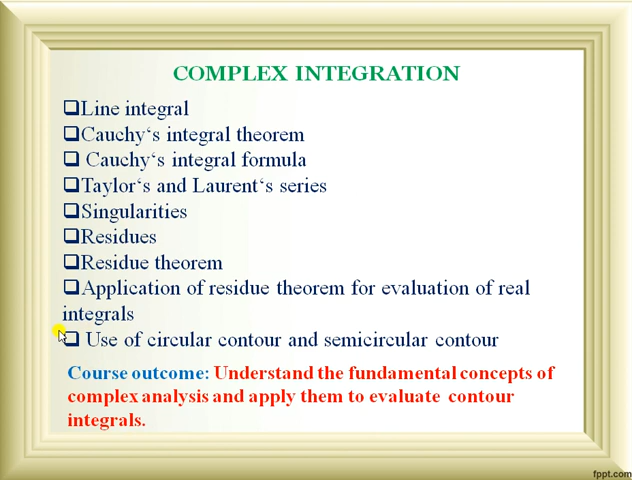 COMPLEX INTEGRATION
❑Line integral
❑Cauchy‘s integral theorem
❑ Cauchy‘s integral formula
❑Taylor‘s and Laurent‘s series
❑Singularities
❑Residues
❑Residue theorem
❑Application of residue theorem for evaluation of real
integrals
❑ Use of circular contour and semicircular contour
Course outcome: Understand the fundamental concepts of
complex analysis and apply them to evaluate contour
integrals.
fppt.com